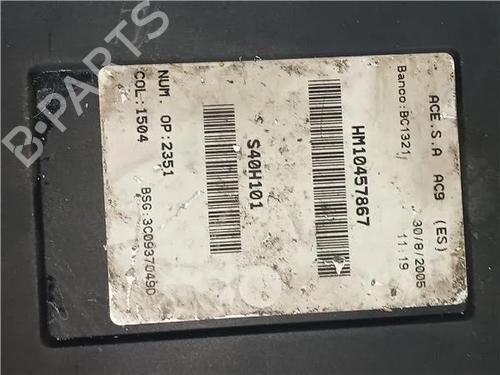 ACE.S.A AC9 (ES)
Banco:BC1321 30/8/2005
11:19
HM10457867
S40H101
NUM. OP:2351
COL:1504 BSG:3C0937049D
B-PARTS